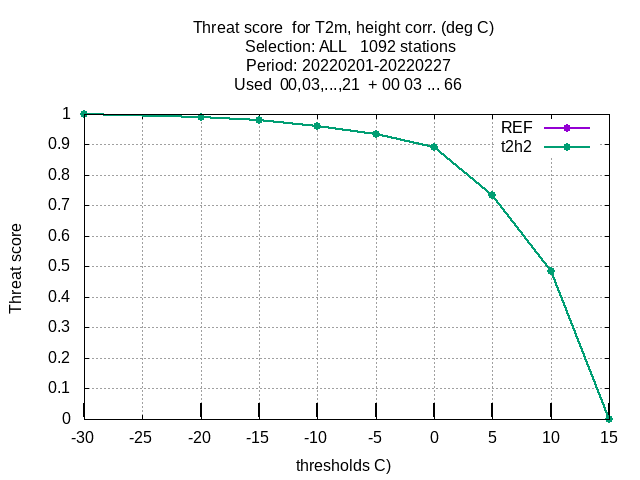 Threat score  for T2m, height corr. (deg C)
Selection: ALL   1092 stations
Period: 20220201-20220227
Used  00,03,...,21  + 00 03 ... 66
REF
t2h2
Threat score
1
0.9
0.8
0.7
0.6
0.5
0.4
0.3
0.2
0.1
0
-30 -25 -20 -15 -10 -5 0 5 10 15
thresholds C)